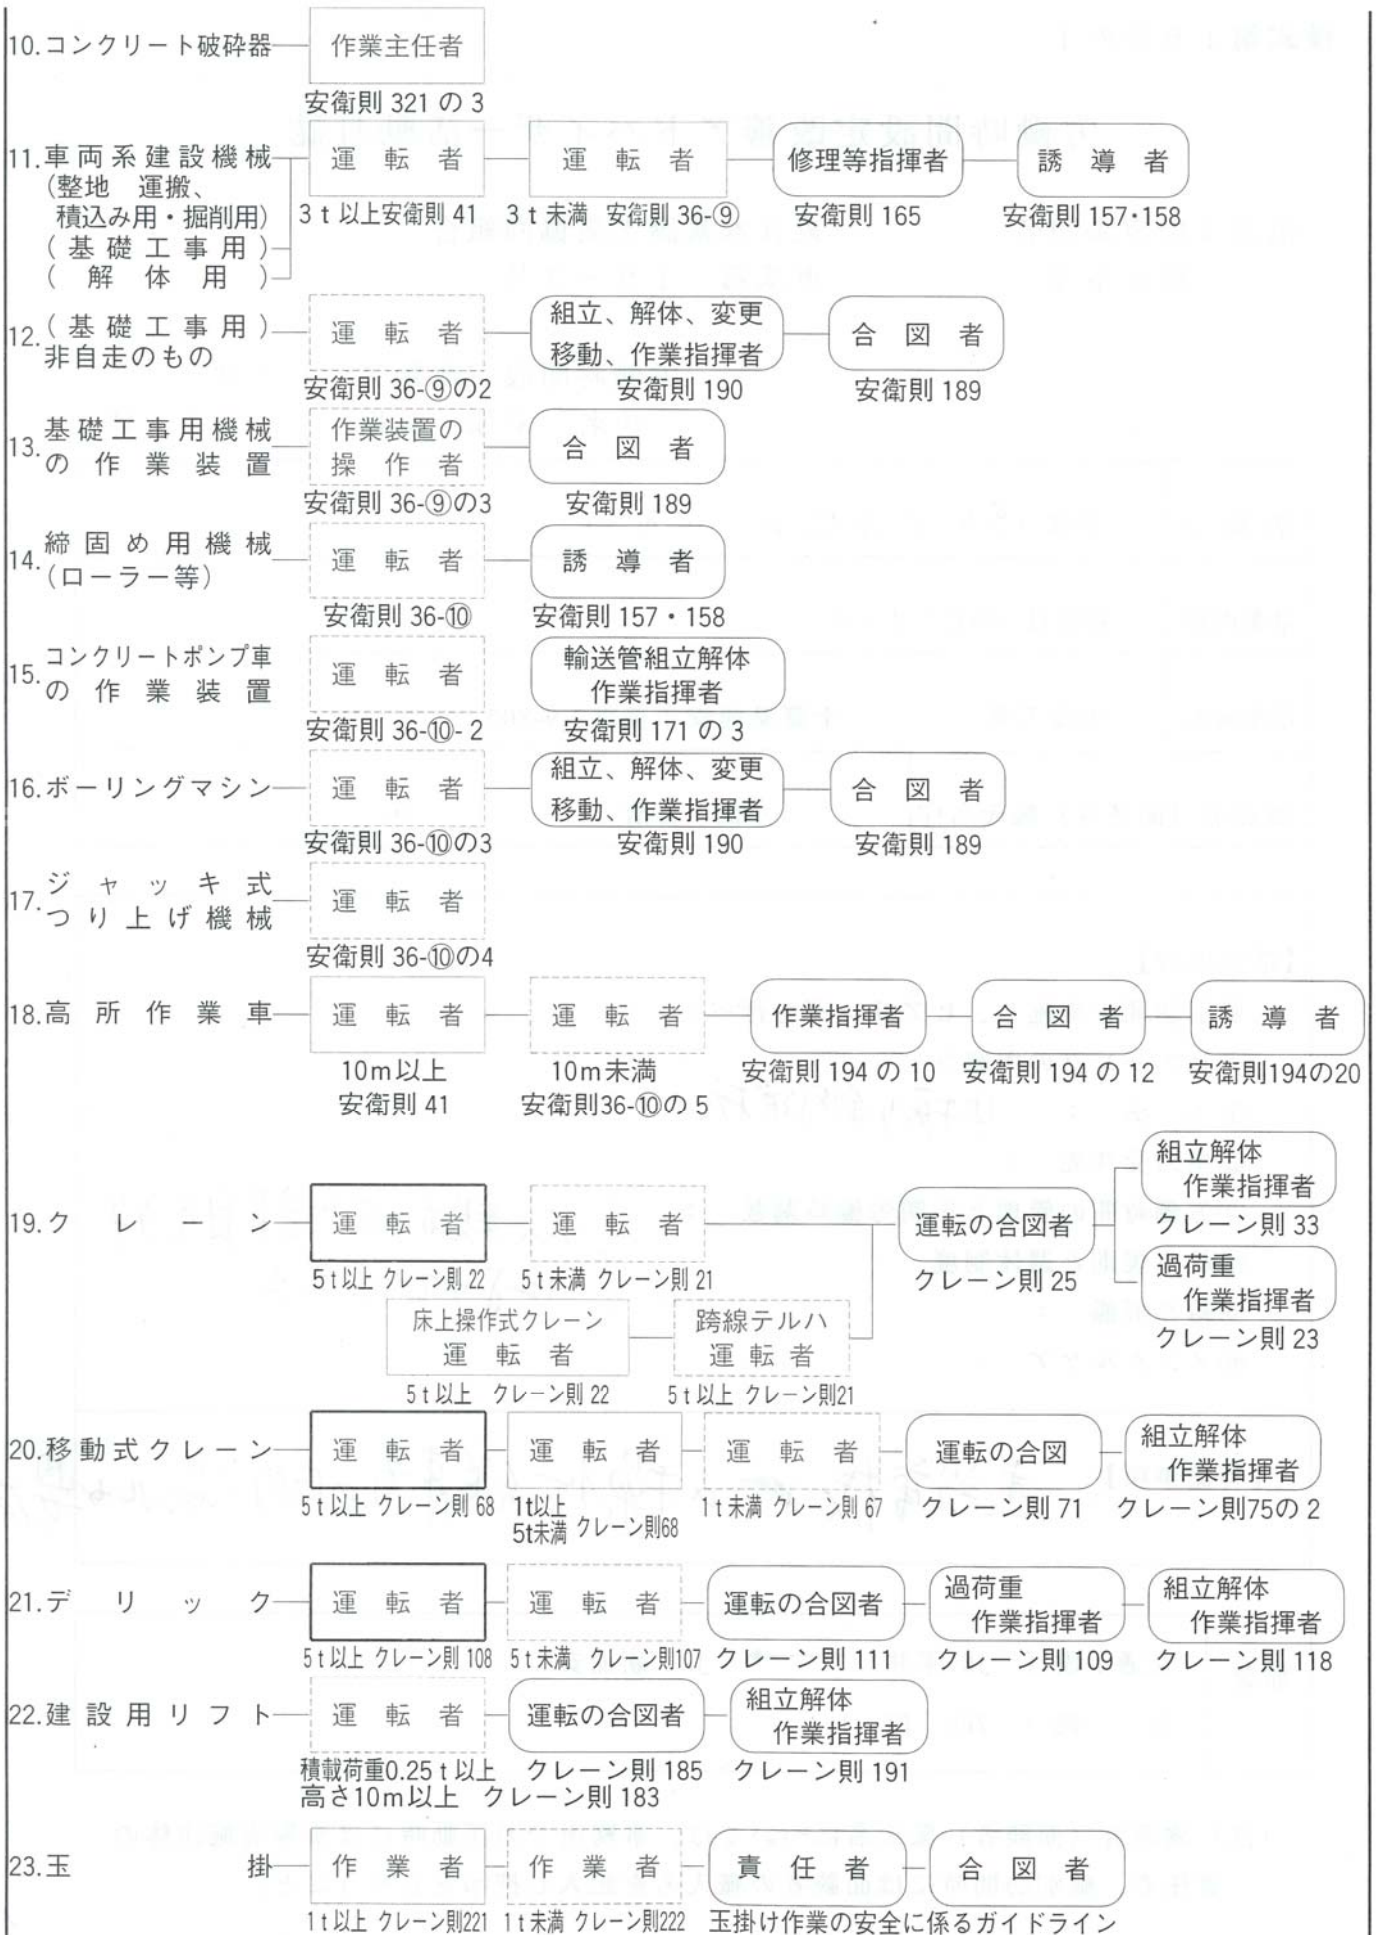 10.コンクリート破砕器 作業主任者
安衛則 321 の 3
11.車両系建設機械 運転者 運転者 修理等指揮者 誘導者
(整地 運搬、
積込み用・掘削用)
3 t 以上安衛則 41 3 t 未満 安衛則 36-⑨ 安衛則 165 安衛則 157・158
(基礎工事用)
(解体用)
12.(基礎工事用) 運転者 組立、解体、変更 合図者
非自走のもの 移動、作業指揮者
安衛則 36-⑨の2 安衛則 190 安衛則 189
13.基礎工事用機械 作業装置の 合図者
の作業装置 操作者
安衛則 36-⑨の3 安衛則 189
14.締固め用機械 運転者 誘導者
(ローラー等)
安衛則 36-⑩ 安衛則 157・158
15.コンクリートポンプ車 運転者 輸送管組立解体
の作業装置 作業指揮者
安衛則 36-⑩- 2 安衛則 171 の 3
16.ボーリングマシン 運転者 組立、解体、変更 合図者
移動、作業指揮者
安衛則 36-⑩の3 安衛則 190 安衛則 189
17.ジャッキ式 運転者
つり上げ機械
安衛則 36-⑩の4
18.高所作業車 運転者 運転者 作業指揮者 合図者 誘導者
10m以上 10m未満 安衛則 194 の 10 安衛則 194 の 12 安衛則194の20
安衛則 41 安衛則36-⑩の 5
組立解体
作業指揮者
19.クレーン 運転者 運転者 運転の合図者 クレーン則 33
5 t 以上 クレーン則 22 5 t 未満 クレーン則 21 クレーン則 25 過荷重
作業指揮者
床上操作式クレーン 跨線テルハ クレーン則 23
運転者 運転者
5 t 以上 クレーン則 22 5 t 以上 クレーン則21
20.移動式クレーン 運転者 運転者 運転者 運転の合図 組立解体
作業指揮者
5 t 以上 クレーン則 68 1t以上 1 t 未満 クレーン則 67 クレーン則 71 クレーン則75の 2
5t未満 クレーン則68
21.デリック 運転者 運転者 運転の合図者 過荷重 組立解体
作業指揮者 作業指揮者
5 t 以上 クレーン則 108 5 t 未満 クレーン則107 クレーン則 111 クレーン則 109 クレーン則 118
22.建設用リフト 運転者 運転の合図者 組立解体
作業指揮者
積載荷重0.25 t 以上 クレーン則 185 クレーン則 191
高さ10m以上 クレーン則 183
23.玉掛 作業者 作業者 責任者 合図者
1 t 以上 クレーン則221 1 t 未満 クレーン則222 玉掛け作業の安全に係るガイドライン